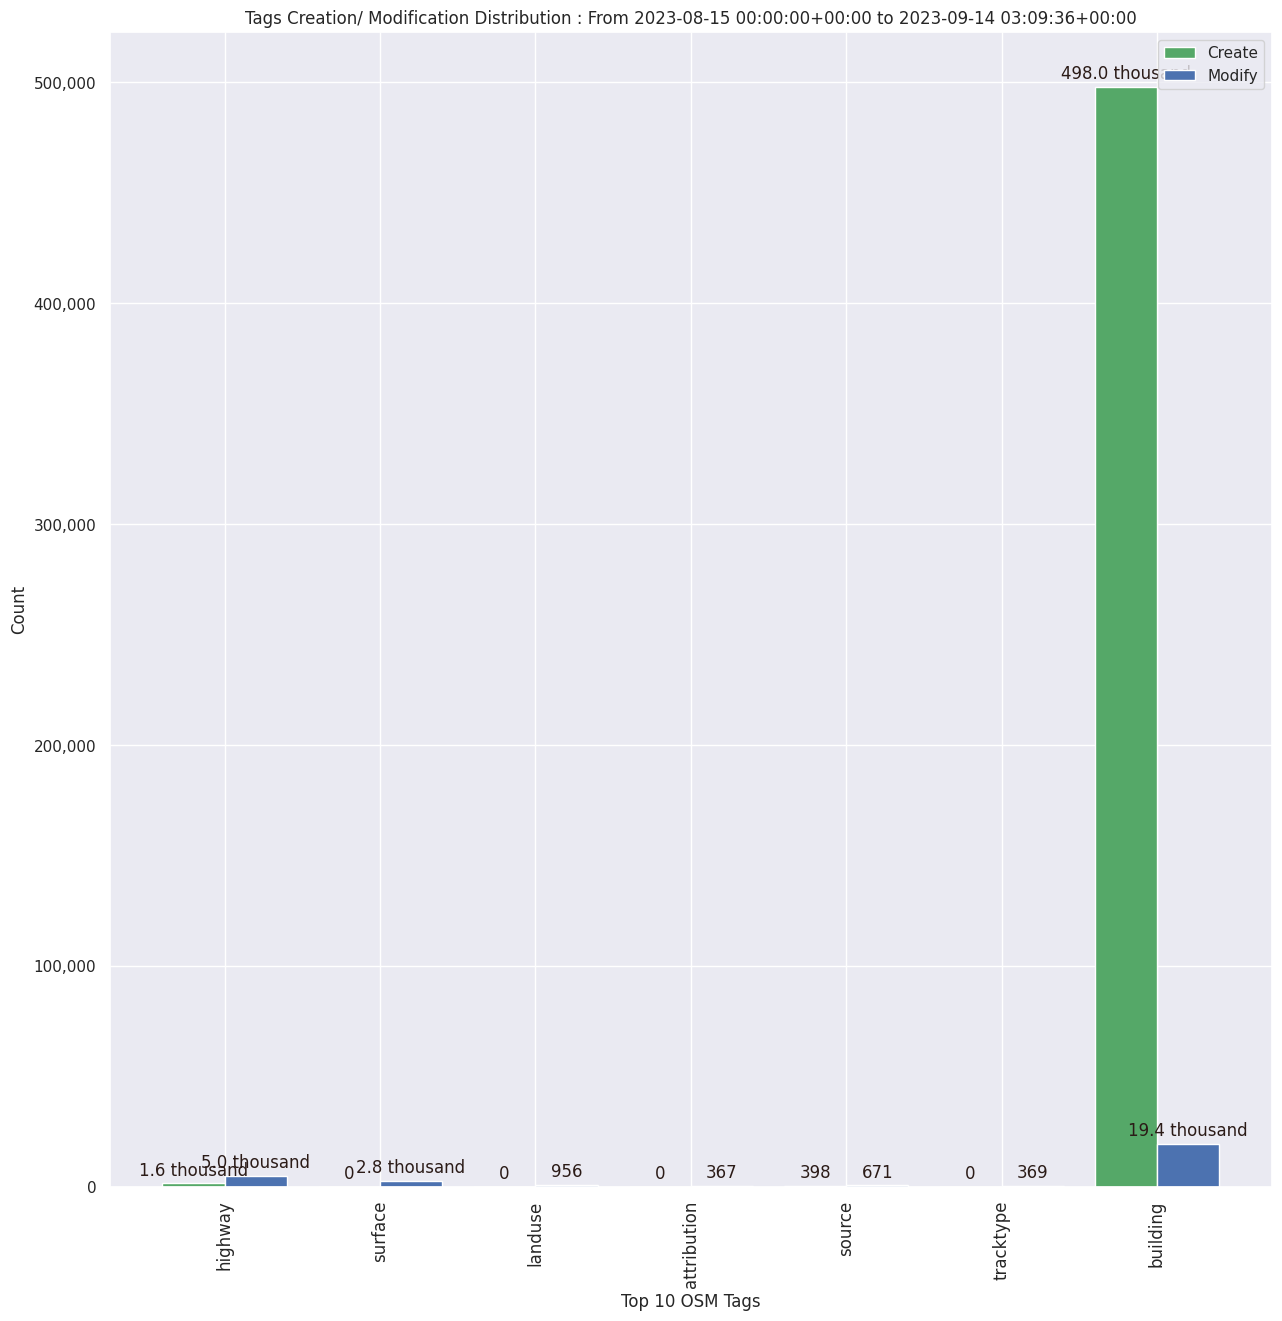 Tags Creation/ Modification Distribution : From 2023-08-15 00:00:00+00:00 to 2023-09-14 03:09:36+00:00
Create
Modify
498.0 thousand
500,000
400,000
300,000
200,000
100,000
0
Count
1.6 thousand
5.0 thousand
0
2.8 thousand
0
956
0
367
398
671
0
369
19.4 thousand
highway
surface
landuse
attribution
source
tracktype
building
Top 10 OSM Tags